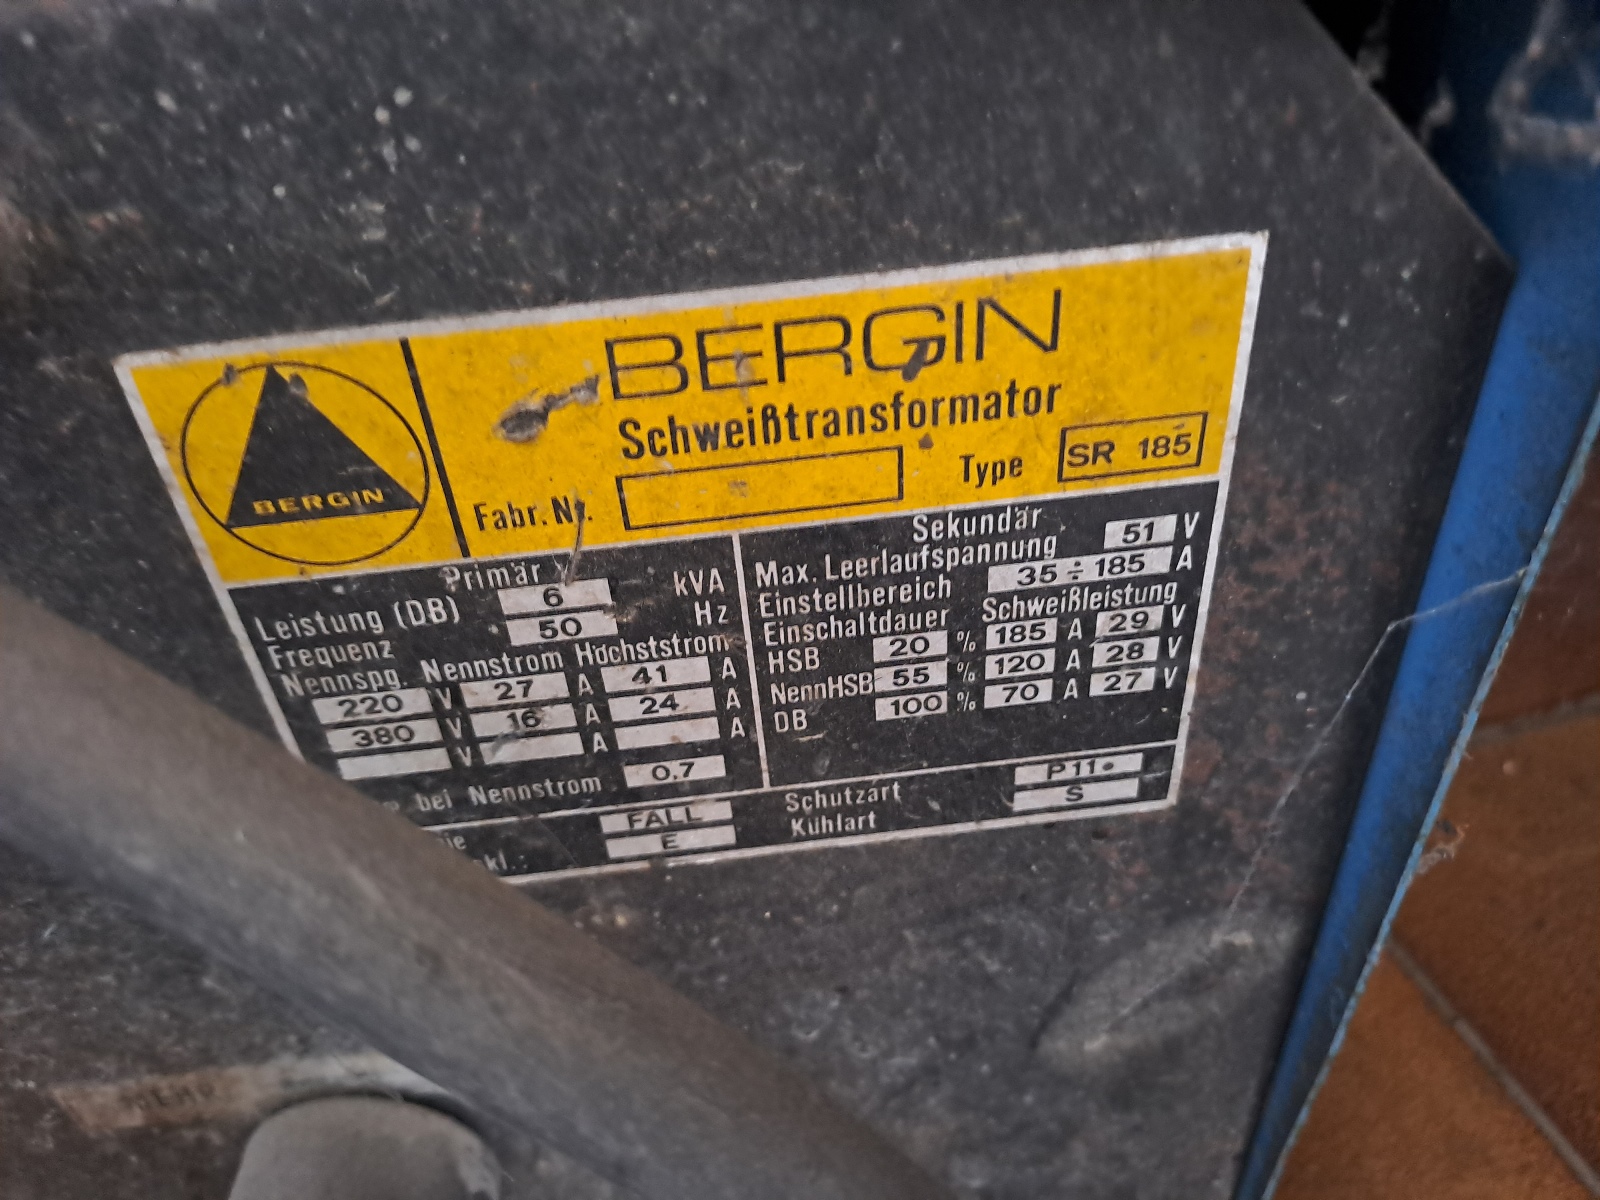 BERGIN
BERGIN
Schweißtransformator
Fabr. Nr.
Type SR 185
Primär
Leistung (DB) 6 kVA
Frequenz 50 Hz
Nennspg. Nennstrom Höchststrom
220 V 27 A 41 A
380 V 16 A 24 A
V A A
bei Nennstrom 0,7
FALL
kl.: E
Sekundär
Max. Leerlaufspannung 51 V
Einstellbereich 35 ÷ 185 A
Einschaltdauer Schweißleistung
HSB 20 % 185 A 29 V
NennHSB 55 % 120 A 28 V
DB 100 % 70 A 27 V
Schutzart P11
Kühlart S